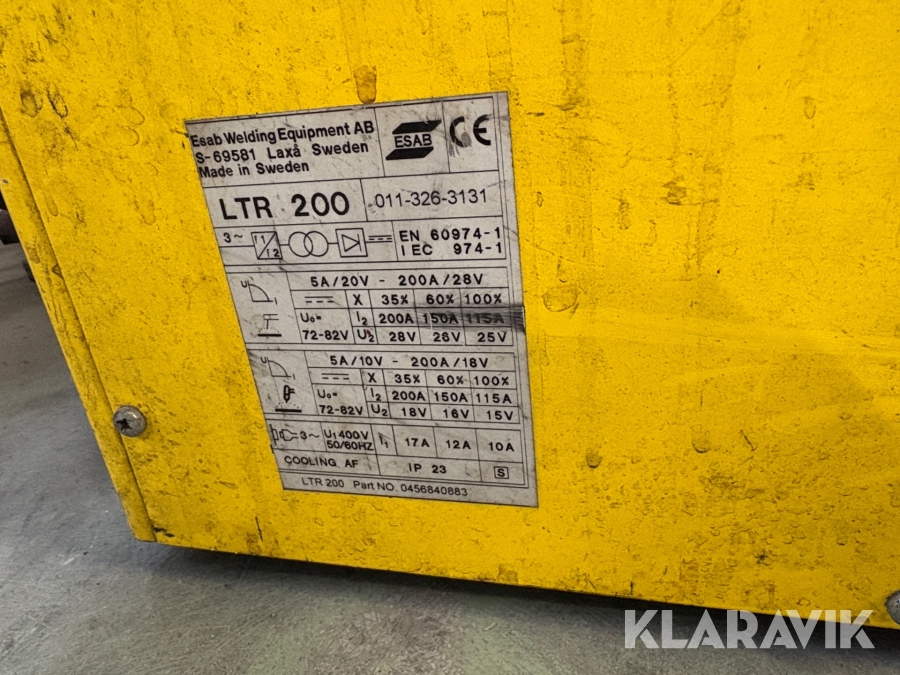 Esab Welding Equipment AB
S-69581 Laxå Sweden
Made in Sweden
ESAB
CE
LTR 200
011-326-3131
3~
EN 60974-1
IEC 974-1
5A/20V - 200A/28V
X 35% 60% 100%
U₀= I₂ 200A 150A 115A
72-82V U₂ 28V 26V 25V
5A/10V - 200A/18V
X 35% 60% 100%
U₀= I₂ 200A 150A 115A
72-82V U₂ 18V 16V 15V
3~ U₁ 400V 50/60HZ I₁ 17A 12A 10A
COOLING AF IP 23 S
LTR 200 Part NO. 0456840883
KLARAVIK